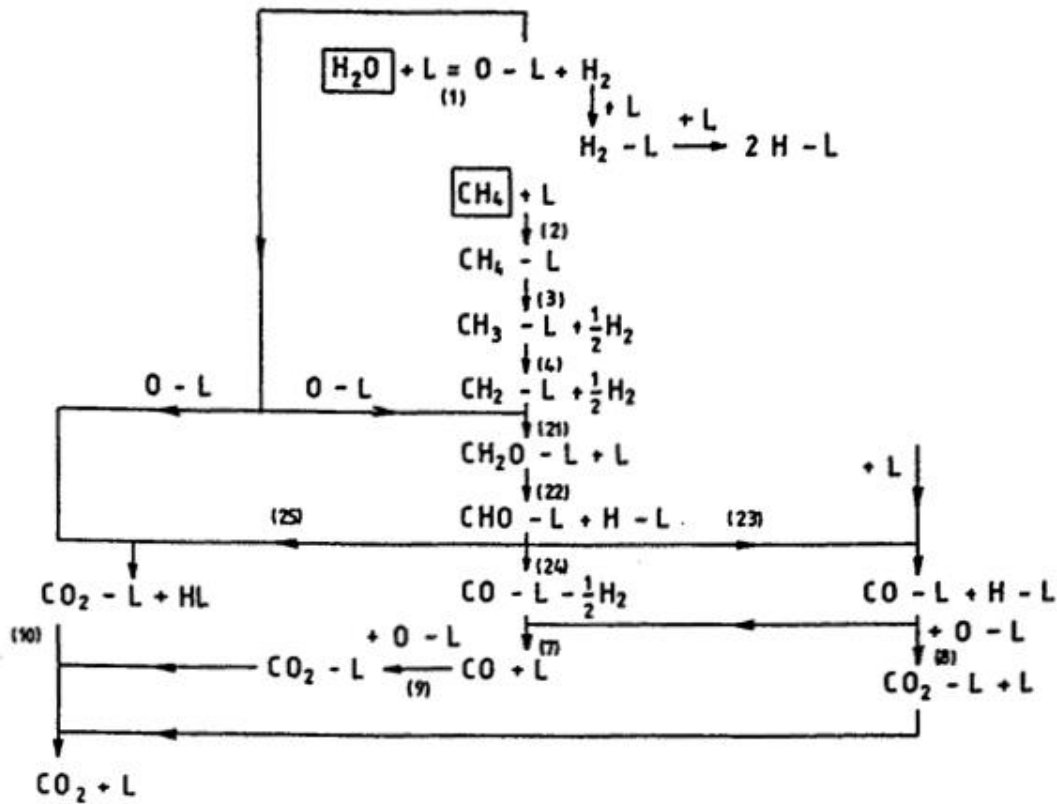 H₂O + L = O - L + H₂
(1)
+ L
H₂ - L + L 2 H - L
CH₄ + L
(2)
CH₄ - L
(3)
CH₃ - L + ½H₂
(4)
O - L O - L CH₂ - L + ½H₂
(21)
CH₂O - L + L
+ L
(22)
(25) CHO - L + H - L (23)
(24)
CO₂ - L + HL CO - L - ½H₂ CO - L + H - L
(10) + O - L (7) + O - L
CO₂ - L (9) CO + L (8)
CO₂ - L + L
CO₂ + L